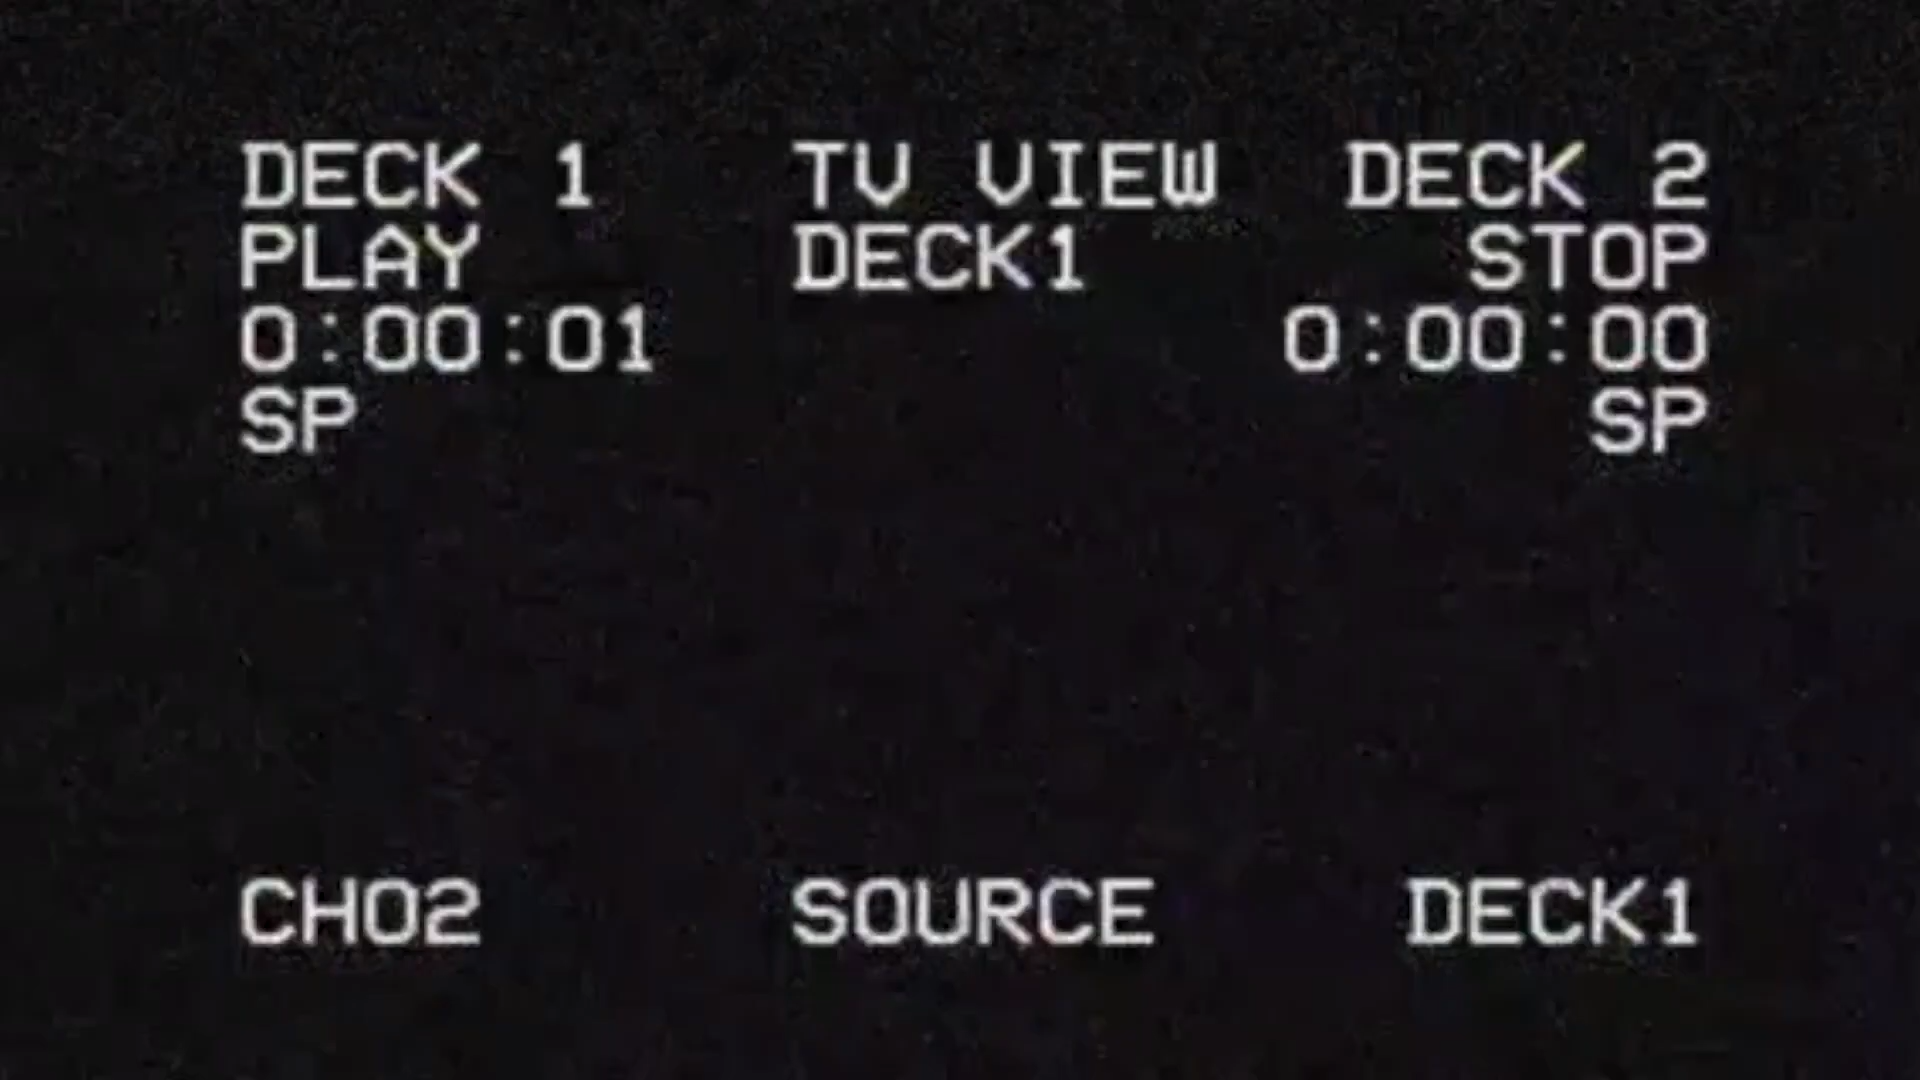 DECK 1 TV VIEW DECK 2
PLAY DECK1 STOP
0:00:01 0:00:00
SP SP
CH02 SOURCE DECK1